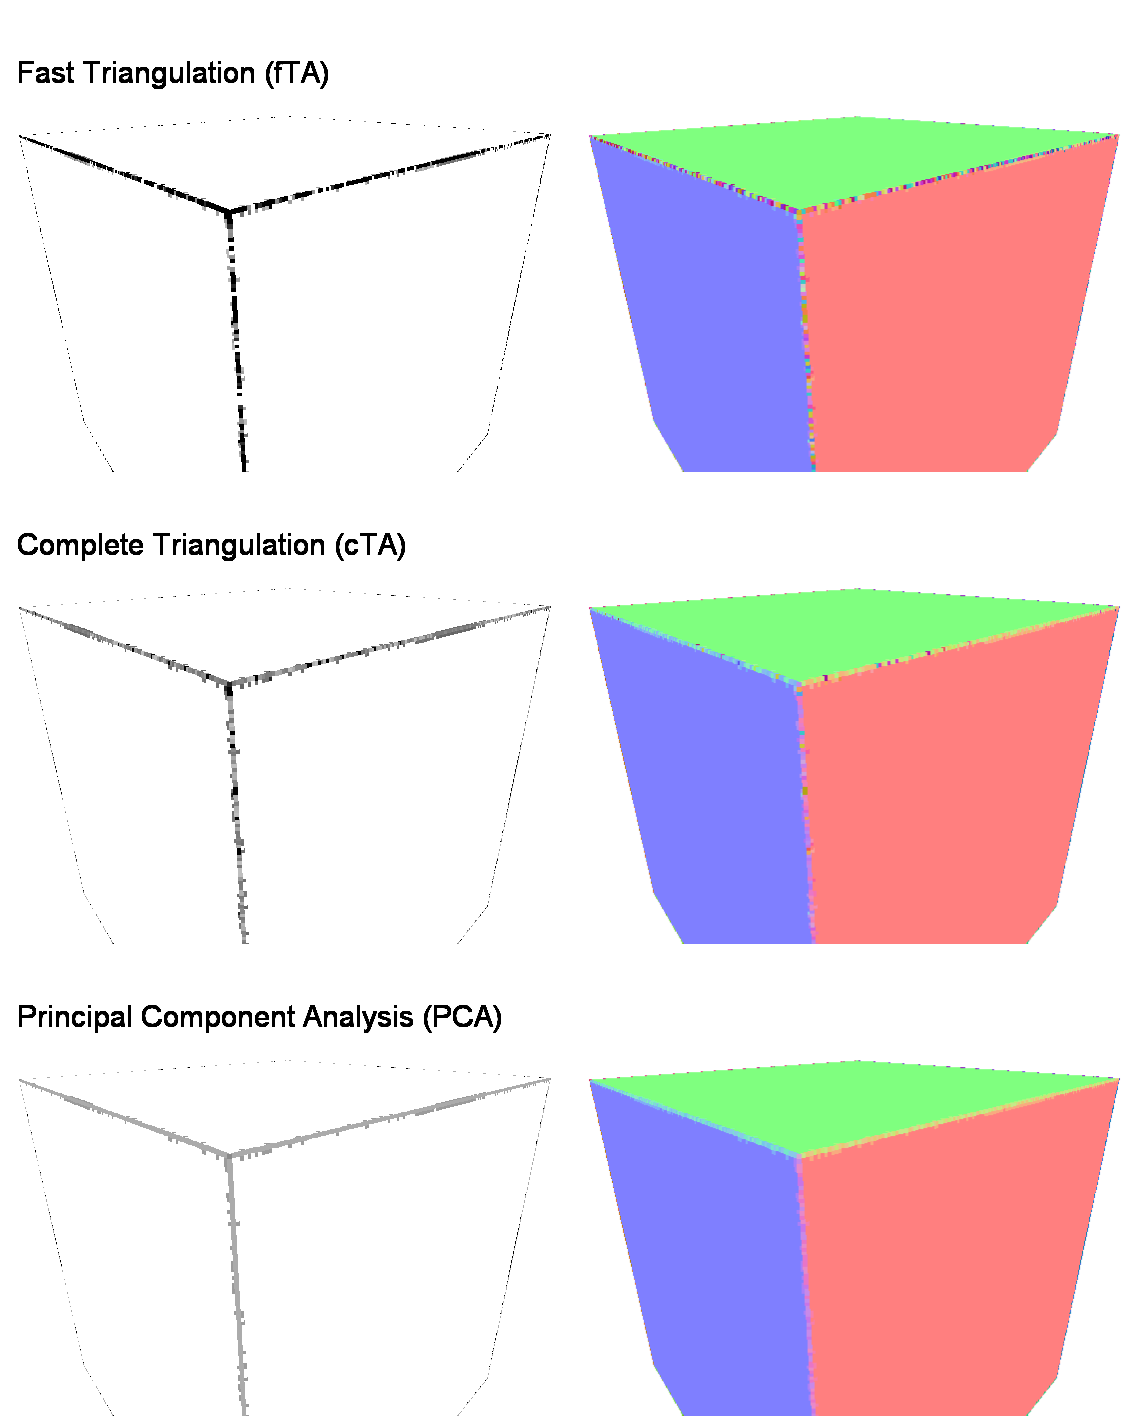 Fast Triangulation (fTA)
Complete Triangulation (cTA)
Principal Component Analysis (PCA)